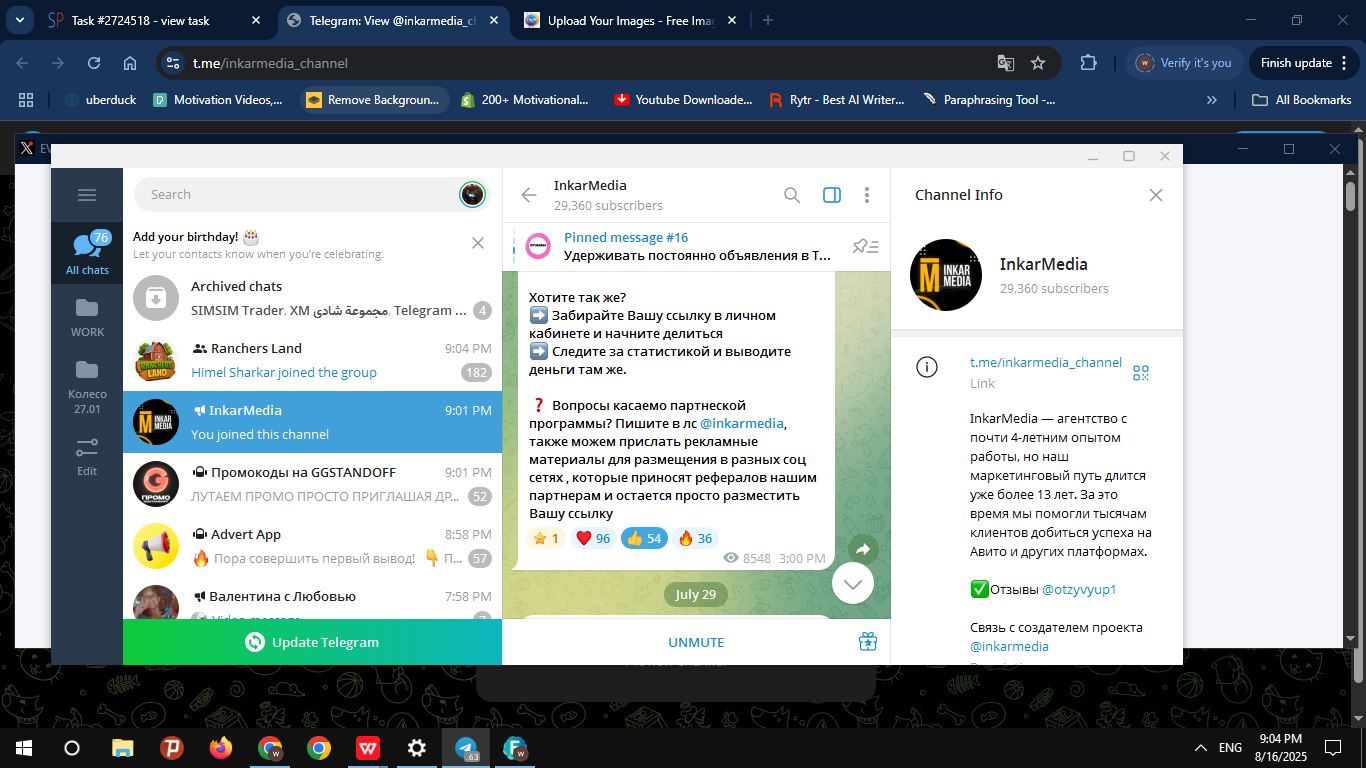 Task #2724518 - view task
Telegram: View @inkarmedia_cl
Upload Your Images - Free Imag
t.me/inkarmedia_channel
Verify it's you
Finish update
uberduck
Motivation Videos,...
Remove Backgroun...
200+ Motivational...
Youtube Downloade...
Rytr - Best AI Writer...
Paraphrasing Tool -...
All Bookmarks
76
All chats
WORK
Колесо
27.01
Edit
Search
Add your birthday!
Let your contacts know when you're celebrating.
Archived chats
SIMSIM Trader, XM مجموعة شادى, Telegram ...
4
Ranchers Land
9:04 PM
Himel Sharkar joined the group
182
InkarMedia
9:01 PM
You joined this channel
Промокоды на GGSTANDOFF
9:01 PM
ЛУТАЕМ ПРОМО ПРОСТО ПРИГЛАШАЯ ДР...
52
Advert App
8:58 PM
Пора совершить первый вывод! П...
57
Валентина с Любовью
7:58 PM
Video message
Update Telegram
InkarMedia
29,360 subscribers
Pinned message #16
Удерживать постоянно объявления в Т...
Хотите так же?
Забирайте Вашу ссылку в личном
кабинете и начните делиться
Следите за статистикой и выводите
деньги там же.
Вопросы касаемо партнеской
программы? Пишите в лс @inkarmedia,
также можем прислать рекламные
материалы для размещения в разных соц
сетях , которые приносят рефералов нашим
партнерам и остается просто разместить
Вашу ссылку
1
96
54
36
8548 3:00 PM
July 29
UNMUTE
Channel Info
INKAR
MEDIA
InkarMedia
29,360 subscribers
t.me/inkarmedia_channel
Link
InkarMedia — агентство с
почти 4-летним опытом
работы, но наш
маркетинговый путь длится
уже более 13 лет. За это
время мы помогли тысячам
клиентов добиться успеха на
Авито и других платформах.
Отзывы @otzyvyup1
Связь с создателем проекта
@inkarmedia
ENG
9:04 PM
8/16/2025